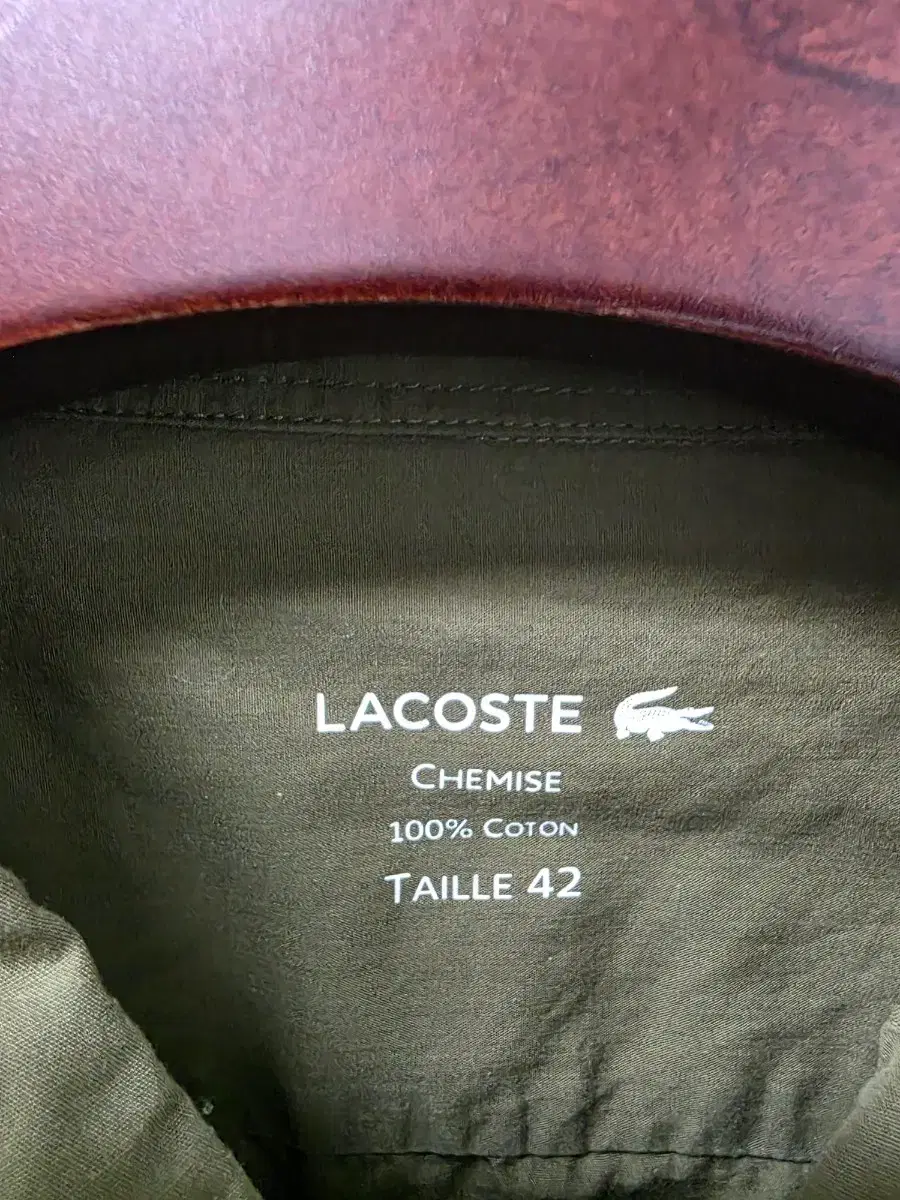 LACOSTE
CHEMISE
100% COTON
TAILLE 42